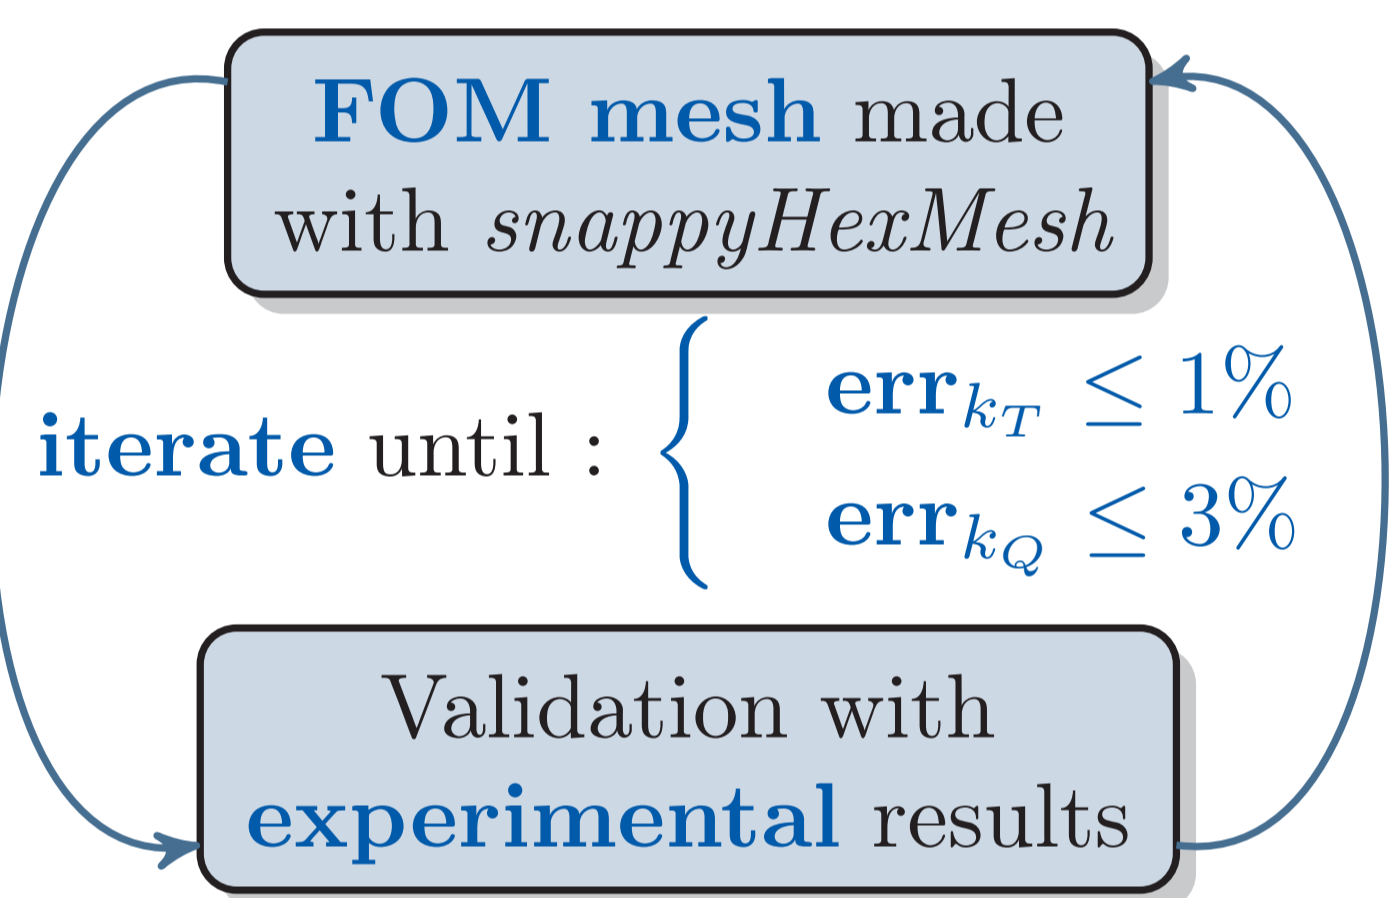 FOM mesh made
with snappyHexMesh
iterate until : { err_{k_T} ≤ 1%
err_{k_Q} ≤ 3%
Validation with
experimental results